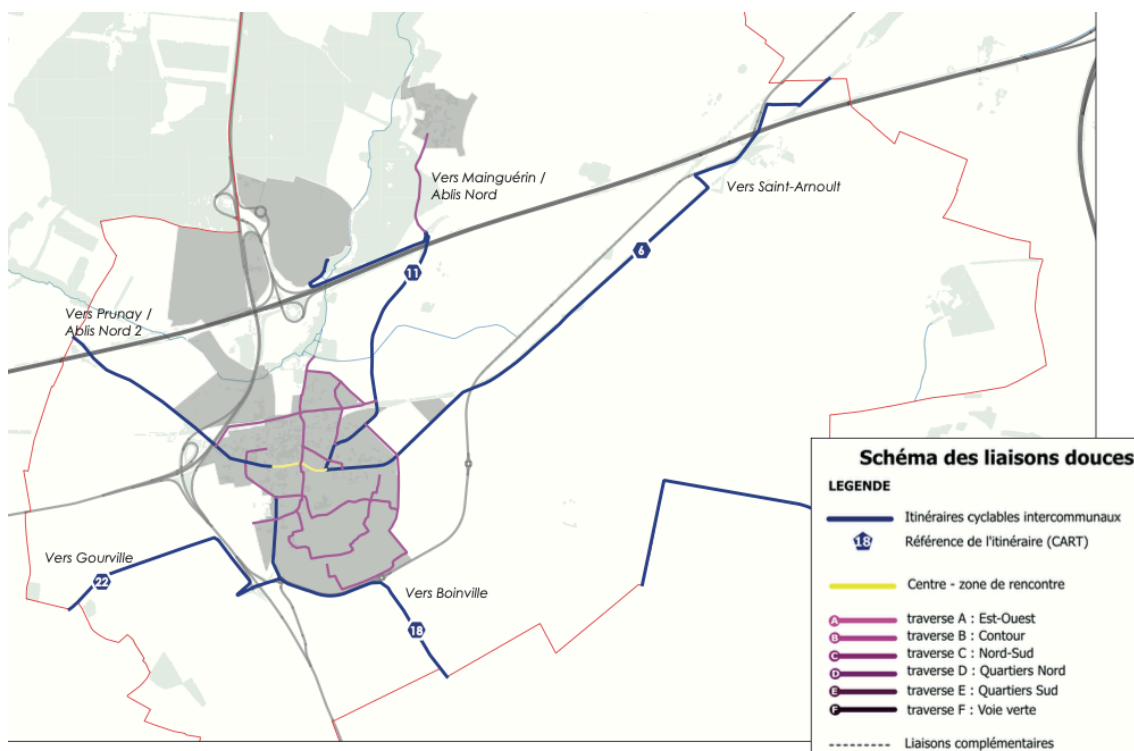 Vers Mainguérin /
Ablis Nord
Vers Saint-Arnoult
6
11
Vers Prunay /
Ablis Nord 2
Vers Gourville
22
Vers Boinville
18
Schéma des liaisons douces
LEGENDE
Itinéraires cyclables intercommunaux
18 Référence de l'itinéraire (CART)
Centre - zone de rencontre
A traverse A : Est-Ouest
B traverse B : Contour
C traverse C : Nord-Sud
D traverse D : Quartiers Nord
E traverse E : Quartiers Sud
F traverse F : Voie verte
Liaisons complémentaires